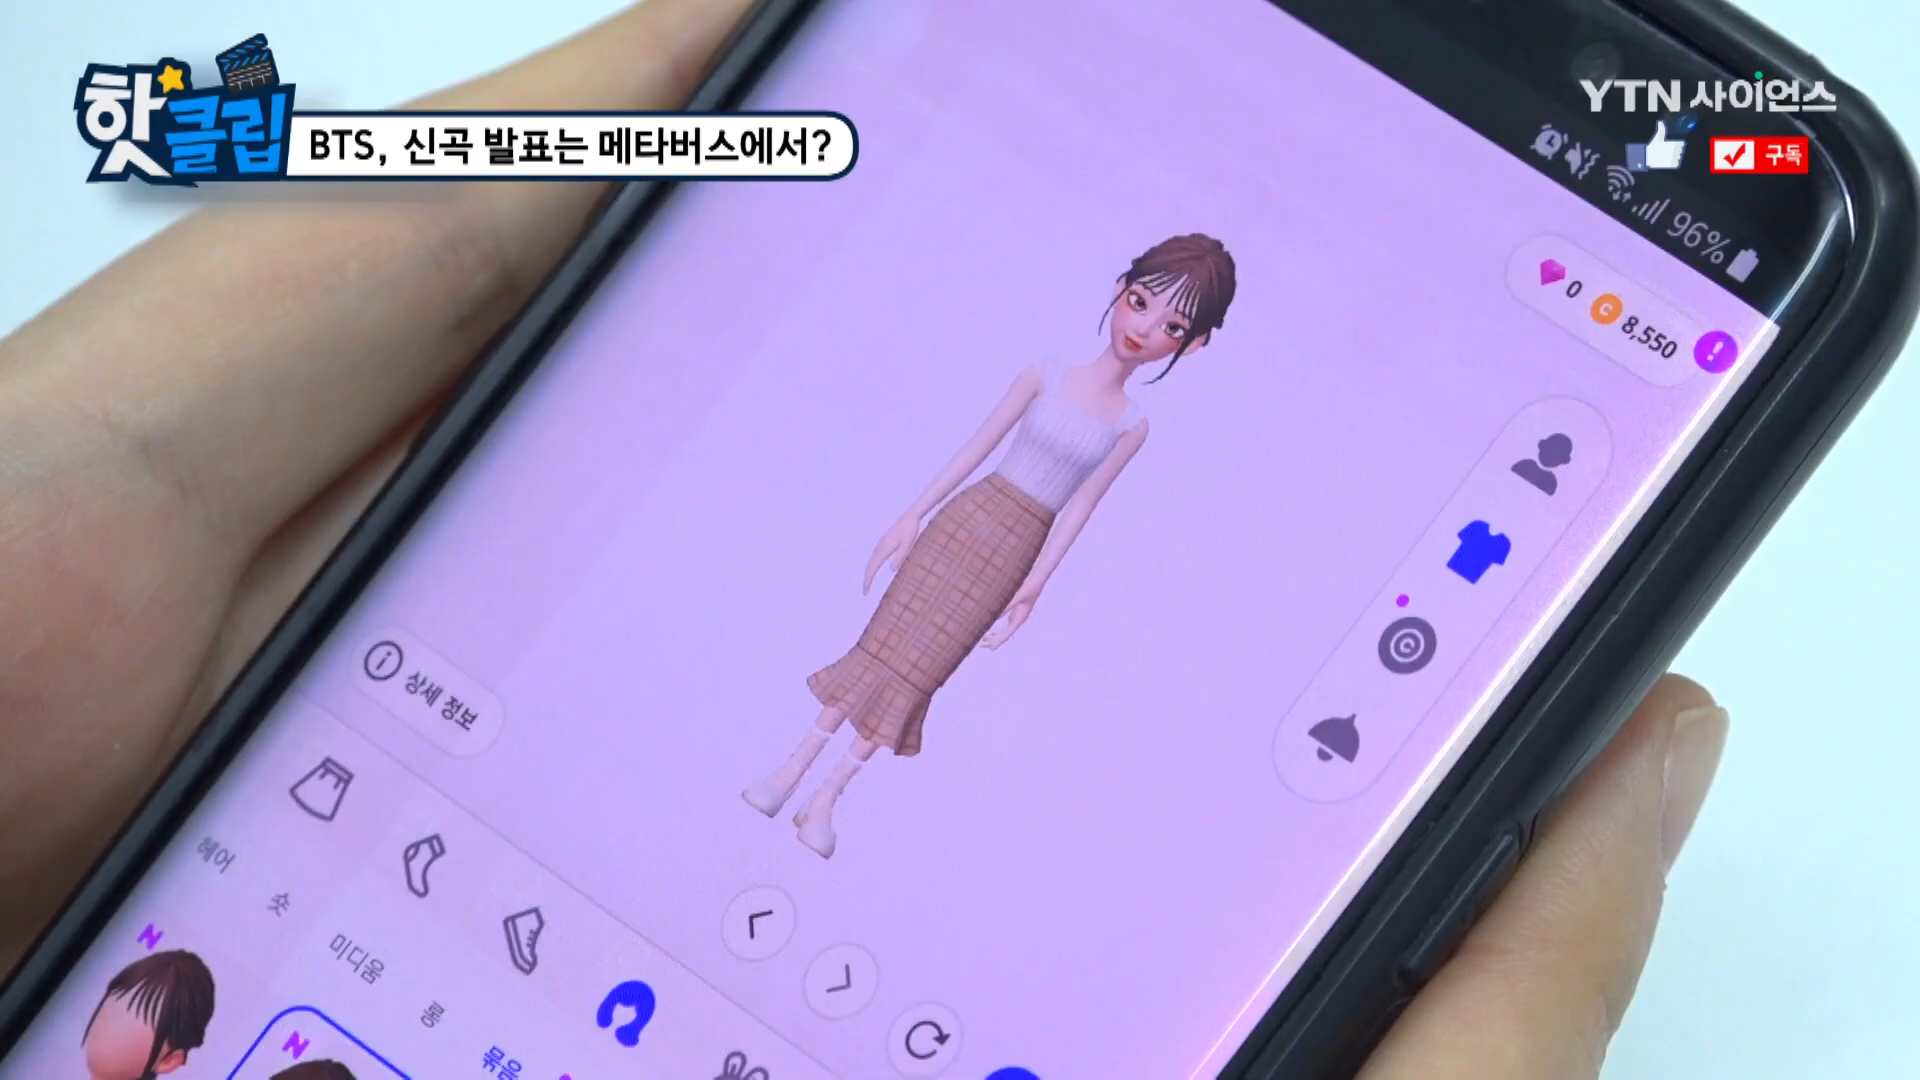 핫클립
BTS, 신곡 발표는 메타버스에서?
YTN 사이언스
구독
96%
0 C 8,550
상세 정보
헤어 숏 미디움 롱 묶음
N
N